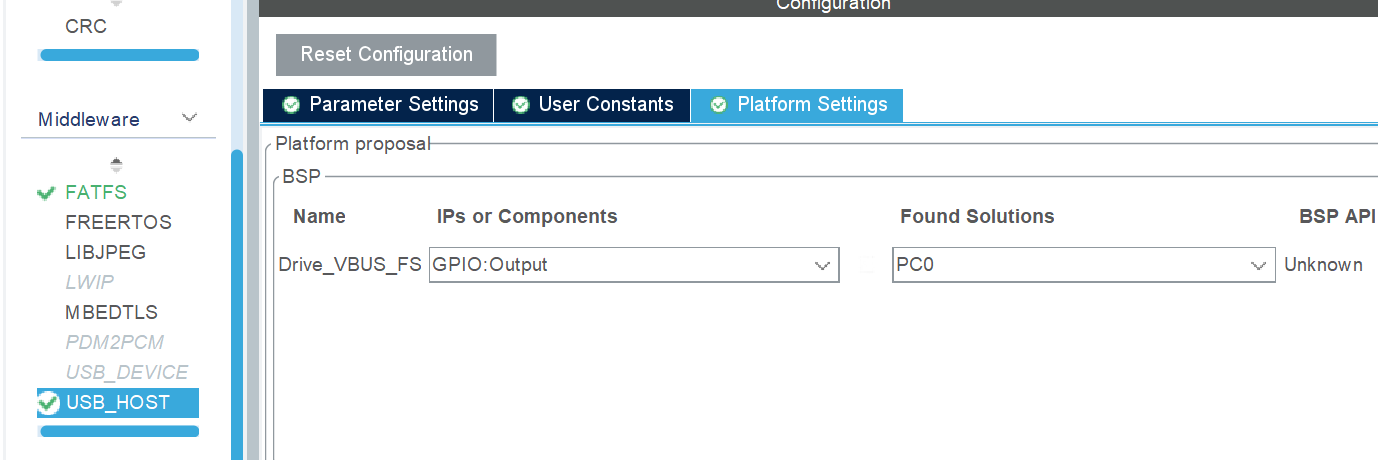 Configuration
CRC
Reset Configuration
Parameter Settings User Constants Platform Settings
Middleware
Platform proposal
BSP
FATFS
Name IPs or Components Found Solutions BSP API
FREERTOS
LIBJPEG
Drive_VBUS_FS GPIO:Output PC0 Unknown
LWIP
MBEDTLS
PDM2PCM
USB_DEVICE
USB_HOST